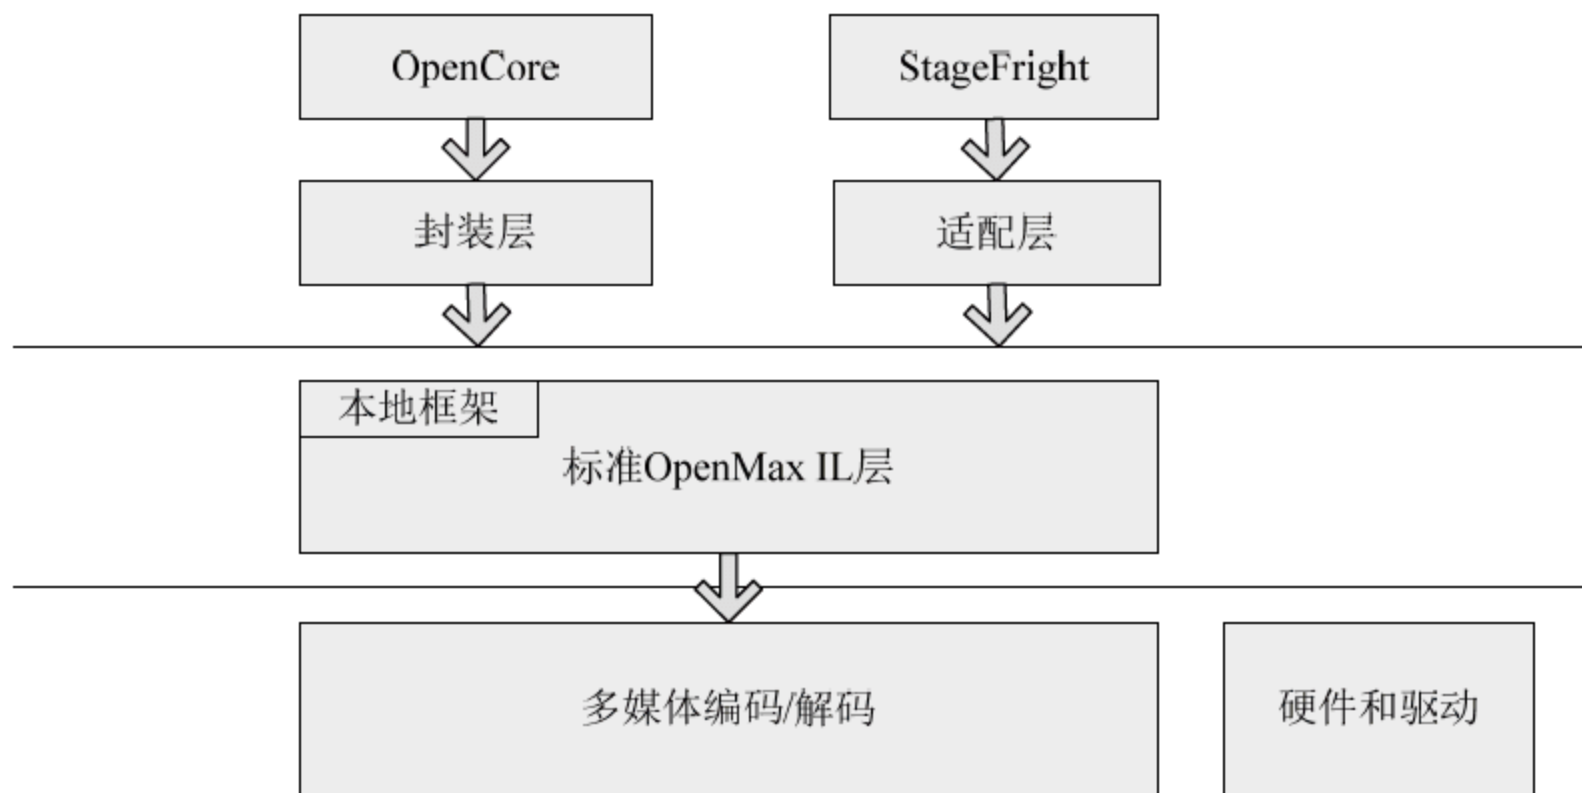 OpenCore
StageFright
封装层
适配层
本地框架
标准OpenMax IL层
多媒体编码/解码
硬件和驱动